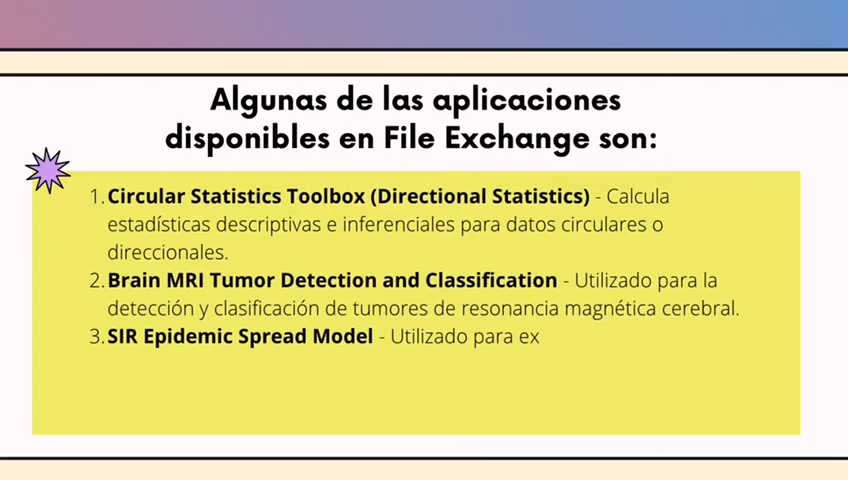 Algunas de las aplicaciones
disponibles en File Exchange son:
1. Circular Statistics Toolbox (Directional Statistics) - Calcula
estadísticas descriptivas e inferenciales para datos circulares o
direccionales.
2. Brain MRI Tumor Detection and Classification - Utilizado para la
detección y clasificación de tumores de resonancia magnética cerebral.
3. SIR Epidemic Spread Model - Utilizado para ex